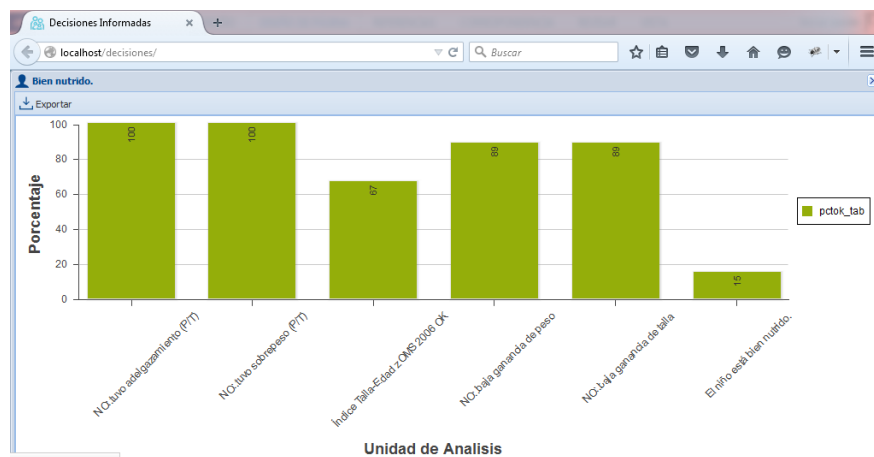 Decisiones Informadas
localhost/decisiones/
Buscar
Bien nutrido.
Exportar
100
80
60
40
20
0
Porcentaje
100
100
67
89
89
15
pctok_tab
NO:.tuvo adelgazamiento (P/T)
NO:.tuvo sobrepeso (P/T)
Índice Talla-Edad z OMS 2006 OK
NO:.baja ganancia de peso
NO:.baja ganancia de talla
El niño está bien nutrido.
Unidad de Analisis